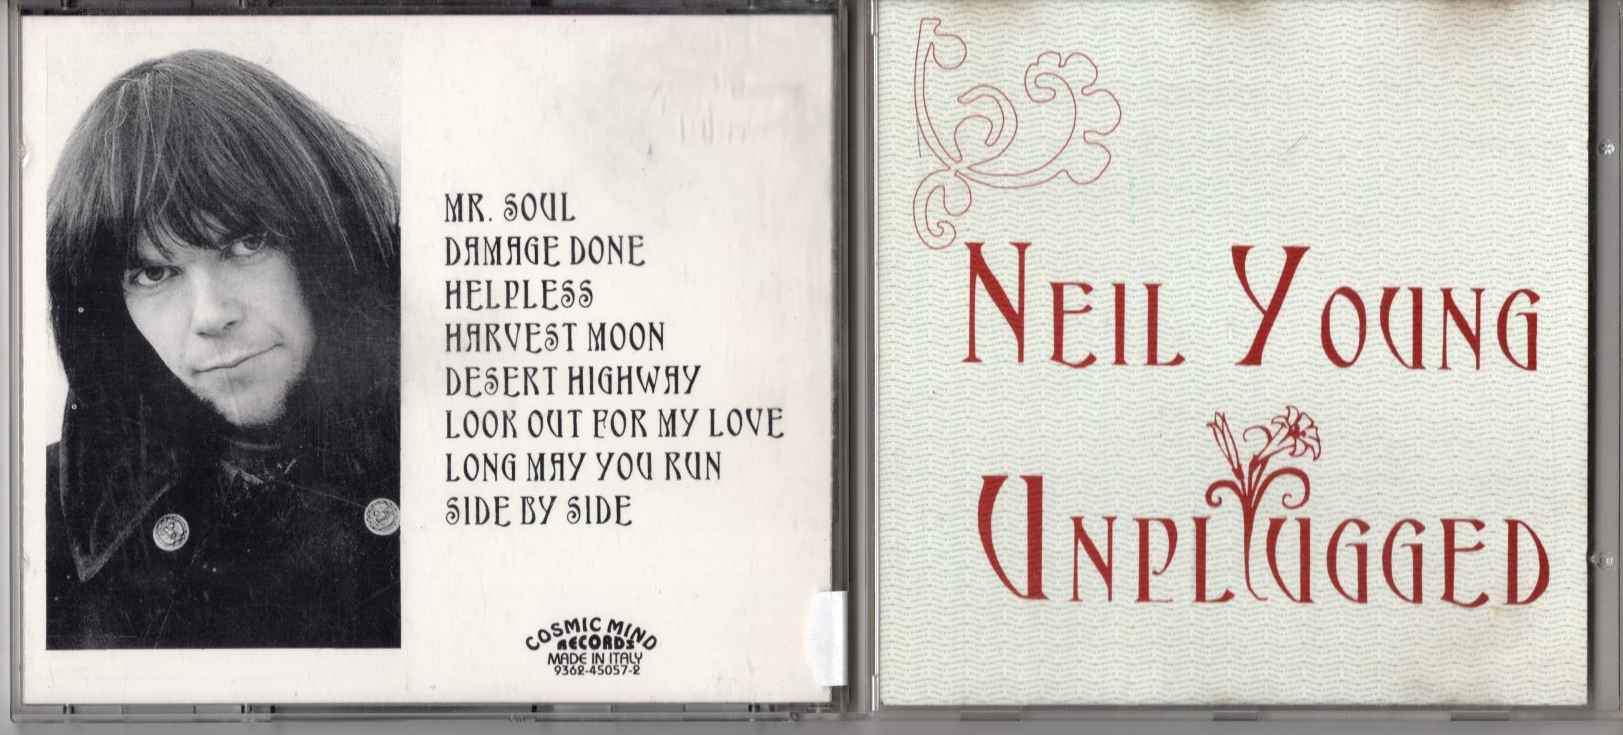 MR. SOUL
DAMAGE DONE
HELPLESS
HARVEST MOON
DESERT HIGHWAY
LOOK OUT FOR MY LOVE
LONG MAY YOU RUN
SIDE BY SIDE
COSMIC MIND
RECORDS
MADE IN ITALY
9362-45057-2
NEIL YOUNG
UNPLUGGED